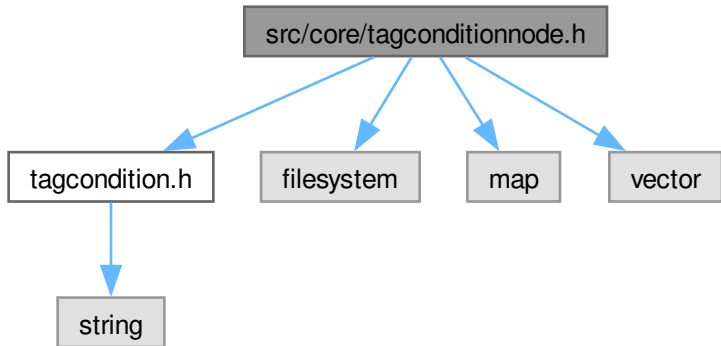 src/core/tagconditionnode.h
tagcondition.h
filesystem
map
vector
string